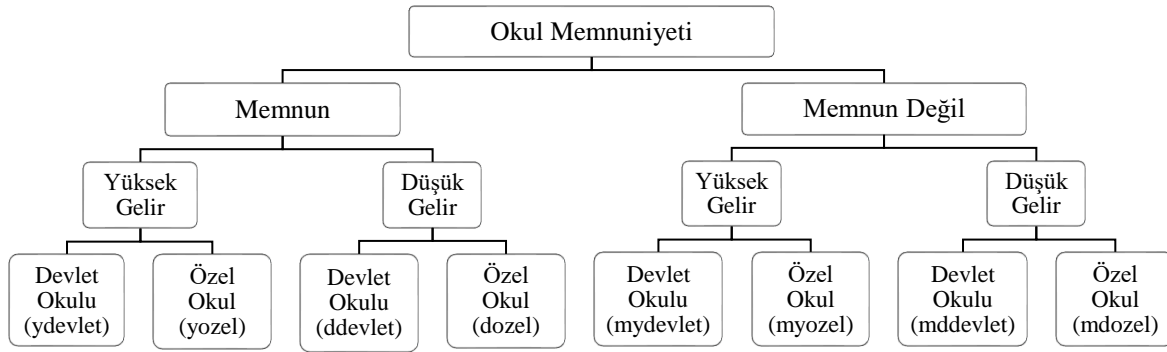 Okul Memnuniyeti
Memnun
Memnun Değil
Yüksek
Gelir
Düşük
Gelir
Yüksek
Gelir
Düşük
Gelir
Devlet
Okulu
(ydevlet)
Özel
Okul
(yozel)
Devlet
Okulu
(ddevlet)
Özel
Okul
(dozel)
Devlet
Okulu
(mydevlet)
Özel
Okul
(myozel)
Devlet
Okulu
(mddevlet)
Özel
Okul
(mdozel)